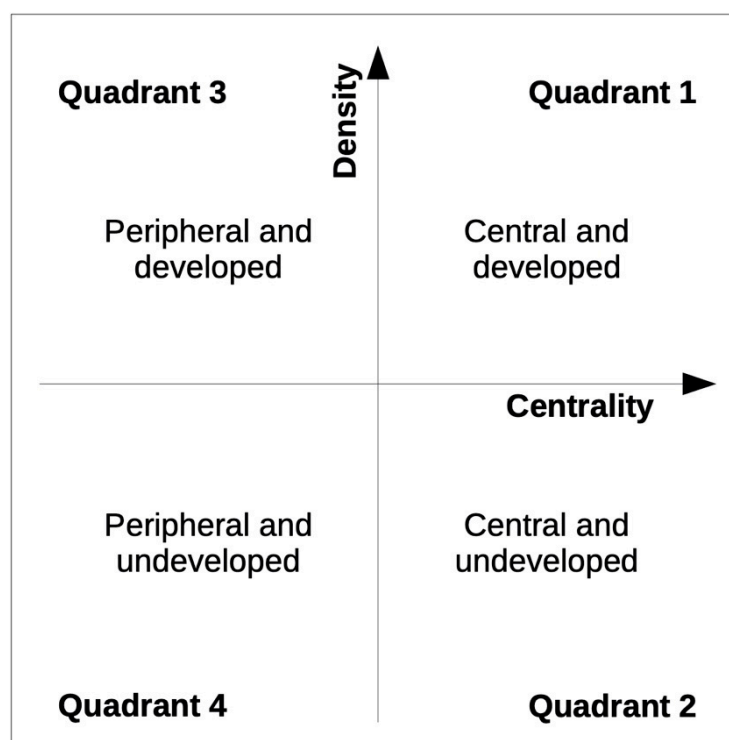 Quadrant 3
Density
Quadrant 1
Peripheral and
developed
Central and
developed
Centrality
Peripheral and
undeveloped
Central and
undeveloped
Quadrant 4
Quadrant 2